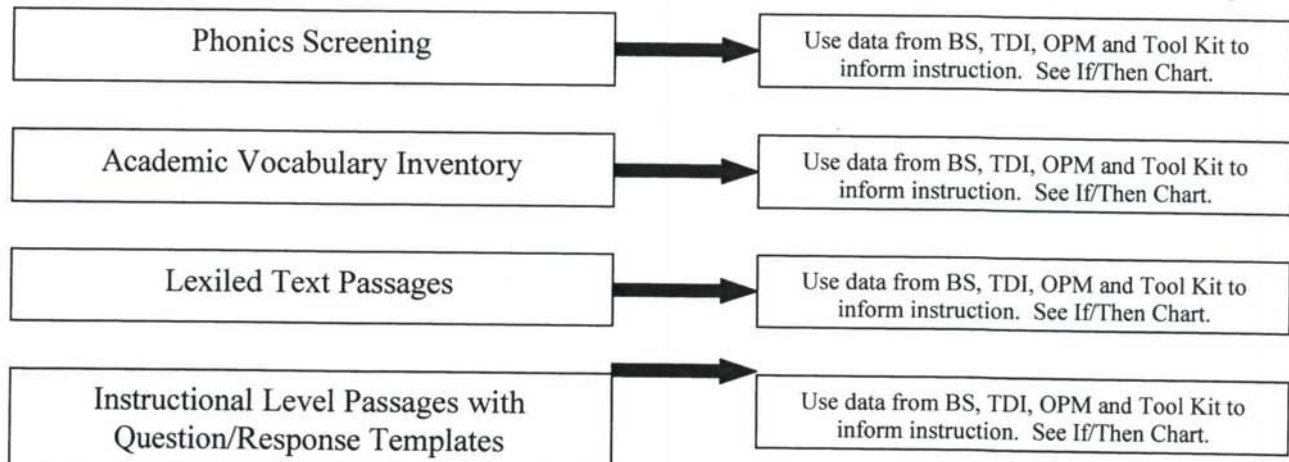 Phonics Screening
Use data from BS, TDI, OPM and Tool Kit to
inform instruction. See If/Then Chart.
Academic Vocabulary Inventory
Use data from BS, TDI, OPM and Tool Kit to
inform instruction. See If/Then Chart.
Lexiled Text Passages
Use data from BS, TDI, OPM and Tool Kit to
inform instruction. See If/Then Chart.
Instructional Level Passages with
Question/Response Templates
Use data from BS, TDI, OPM and Tool Kit to
inform instruction. See If/Then Chart.